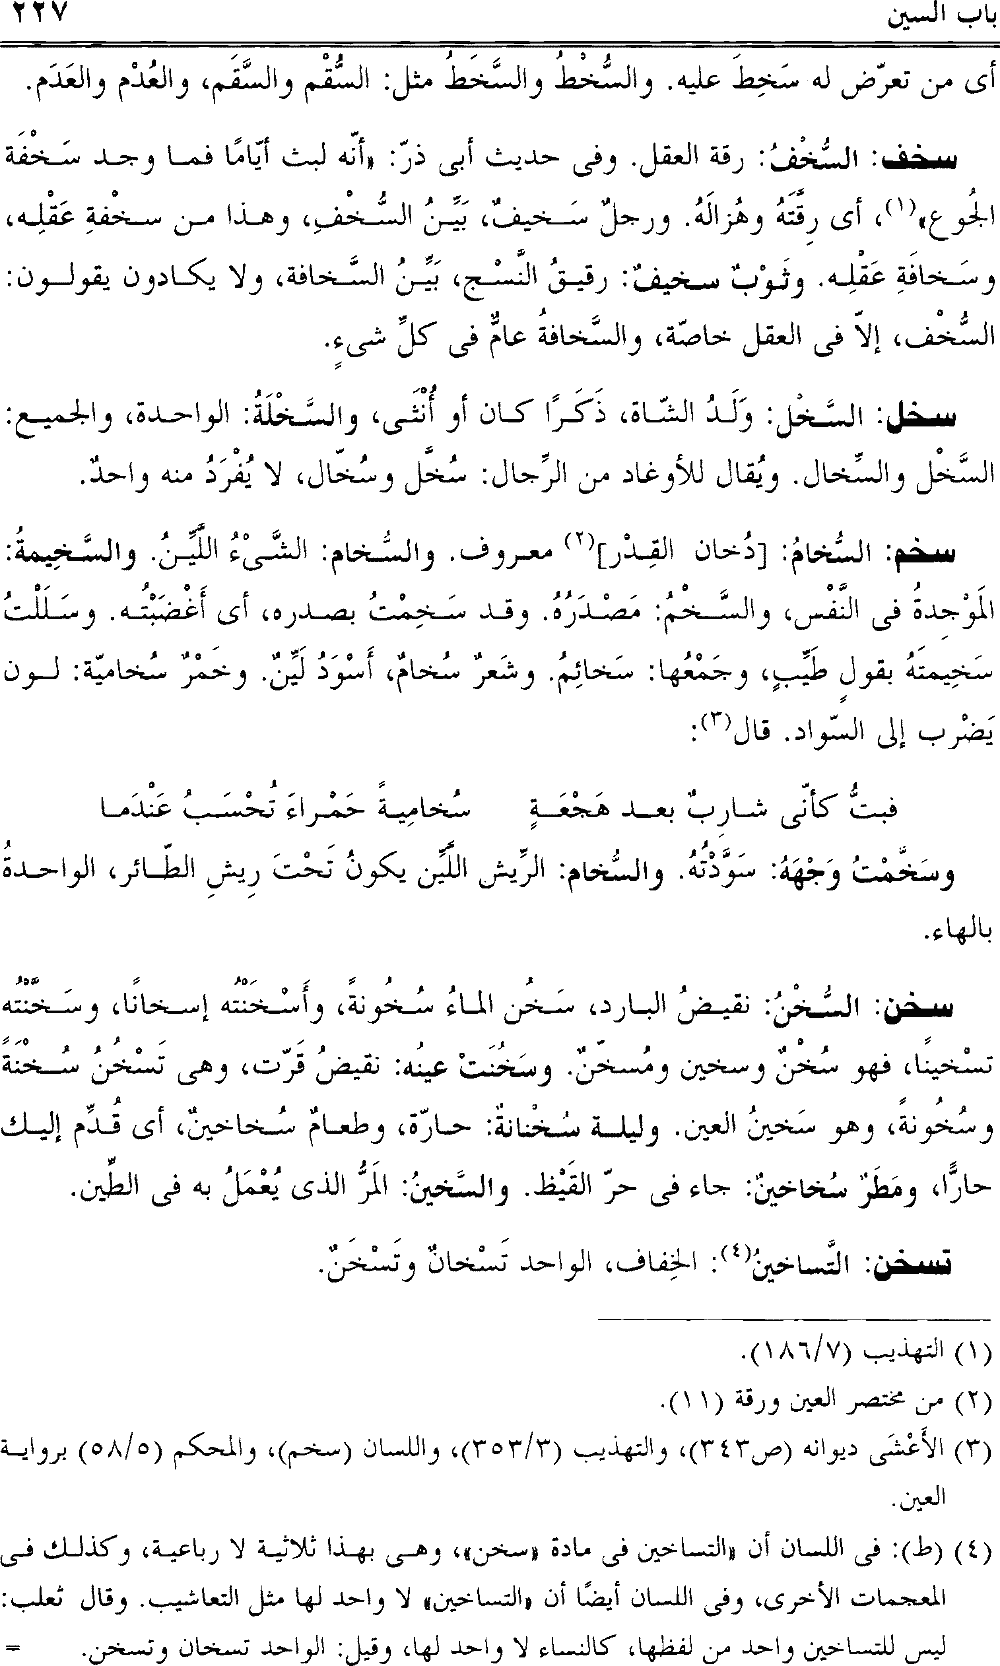 باب السين ٢٢٧
أى من تعرّض له سَخِطَ عليه. والسُّخْطُ والسَّخَطُ مثل: السُّقْم والسَّقَم، والعُدْم والعَدَم.
سخف: السُّخْفُ: رقة العقل. وفى حديث أبى ذرّ: «أنّه لبث أيّامًا فما وجد سَخْفَة
الجُوع»(١)، أى رِقَّتَهُ وهُزالَهُ. ورجلٌ سَخيفٌ، بَيِّنُ السُّخْفِ، وهذا من سخْفةِ عَقْلِه،
وسَخافَةِ عَقْلِه. وثَوْبٌ سخيفٌ: رقيقُ النَّسْج، بَيِّنُ السَّخافة، ولا يكادون يقولون:
السُّخْف، إلاّ فى العقل خاصّة، والسَّخافةُ عامٌّ فى كلِّ شىءٍ.
سخل: السَّخْل: وَلَدُ الشّاة، ذَكَرًا كان أو أُنْثَى، والسَّخْلَةُ: الواحدة، والجميع:
السَّخْل والسِّخال. ويُقال للأوغاد من الرِّجال: سُخَّل وسُخّال، لا يُفْرَدُ منه واحدٌ.
سخم: السُّخامُ: [دُخان القِدْر](٢) معروف. والسُّخام: الشَّىْءُ اللَّيِّنُ. والسَّخِيمةُ:
المَوْجِدةُ فى النَّفْس، والسَّخْمُ: مَصْدَرُهُ. وقد سَخِمْتُ بصدره، أى أَغْضَبْتُه. وسَلَلْتُ
سَخِيمتَهُ بقولٍ طَيِّبٍ، وجَمْعُها: سَخائِمُ. وشَعرٌ سُخامٌ، أَسْوَدُ لَيِّنٌ. وخَمْرٌ سُخاميّة: لون
يَضْرب إلى السّواد. قال(٣):
فبتُّ كأنّى شارِبٌ بعد هَجْعَةٍ سُخامِيةً حَمْراءَ تُحْسَبُ عَنْدَما
وسَخَّمْتُ وَجْهَهُ: سَوَّدْتُهُ. والسُّخام: الرِّيش اللَّيِّن يكونُ تَحْتَ رِيشِ الطّائر، الواحدةُ
بالهاء.
سخن: السُّخْنُ: نقيضُ البارد، سَخُن الماءُ سُخُونةً، وأَسْخَنْتُه إسخانًا، وسَخَّنْتُه
تسْخينًا، فهو سُخْنٌ وسخين ومُسخّنٌ. وسَخُنَتْ عينُه: نقيضُ قَرّت، وهى تَسْخُنُ سُخْنَةً
وسُخُونةً، وهو سَخينُ العين. وليلة سُخْنانةٌ: حارّة، وطعامٌ سُخاخينٌ، أى قُدِّم إليك
حارًّا، ومَطَرٌ سُخاخينٌ: جاء فى حرّ القَيْظ. والسَّخينُ: المَرُّ الذى يُعْمَلُ به فى الطِّين.
تسخن: التَّساخينُ(٤): الخِفاف، الواحد تَسْخانٌ وتَسْخَنٌ.
(١) التهذيب (١٨٦/٧).
(٢) من مختصر العين ورقة (١١).
(٣) الأَعْشَى ديوانه (ص٣٤٣)، والتهذيب (٣٥٣/٣)، واللسان (سخم)، والمحكم (٥٨/٥) برواية
العين.
(٤) (ط): فى اللسان أن «التساخين فى مادة «سخن»، وهى بهذا ثلاثية لا رباعية، وكذلك فى
المعجمات الأخرى، وفى اللسان أيضًا أن «التساخين» لا واحد لها مثل التعاشيب. وقال ثعلب:
ليس للتساخين واحد من لفظها، كالنساء لا واحد لها، وقيل: الواحد تسخان وتسخن. =